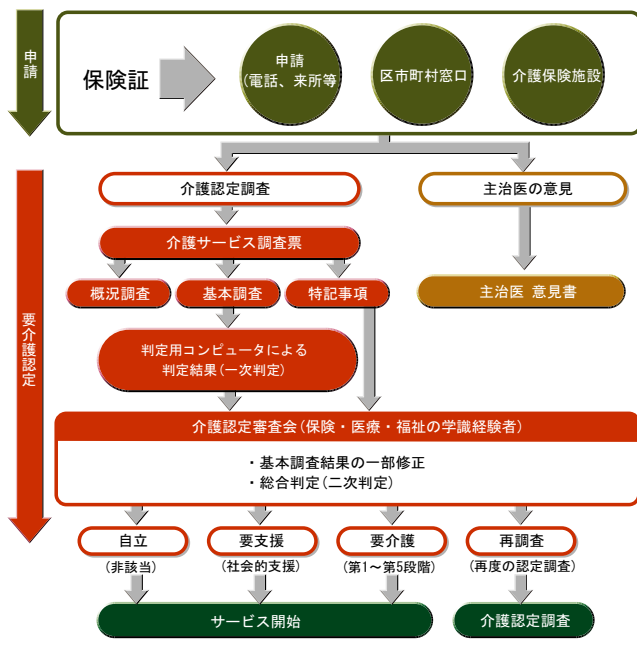 申請
保険証
申請
(電話、来所等
区市町村窓口
介護保険施設
要介護認定
介護認定調査
主治医の意見
介護サービス調査票
概況調査
基本調査
特記事項
主治医 意見書
判定用コンピュータによる
判定結果(一次判定)
介護認定審査会(保険・医療・福祉の学識経験者)
・基本調査結果の一部修正
・総合判定(二次判定)
自立
(非該当)
要支援
(社会的支援)
要介護
(第1～第5段階)
再調査
(再度の認定調査)
サービス開始
介護認定調査